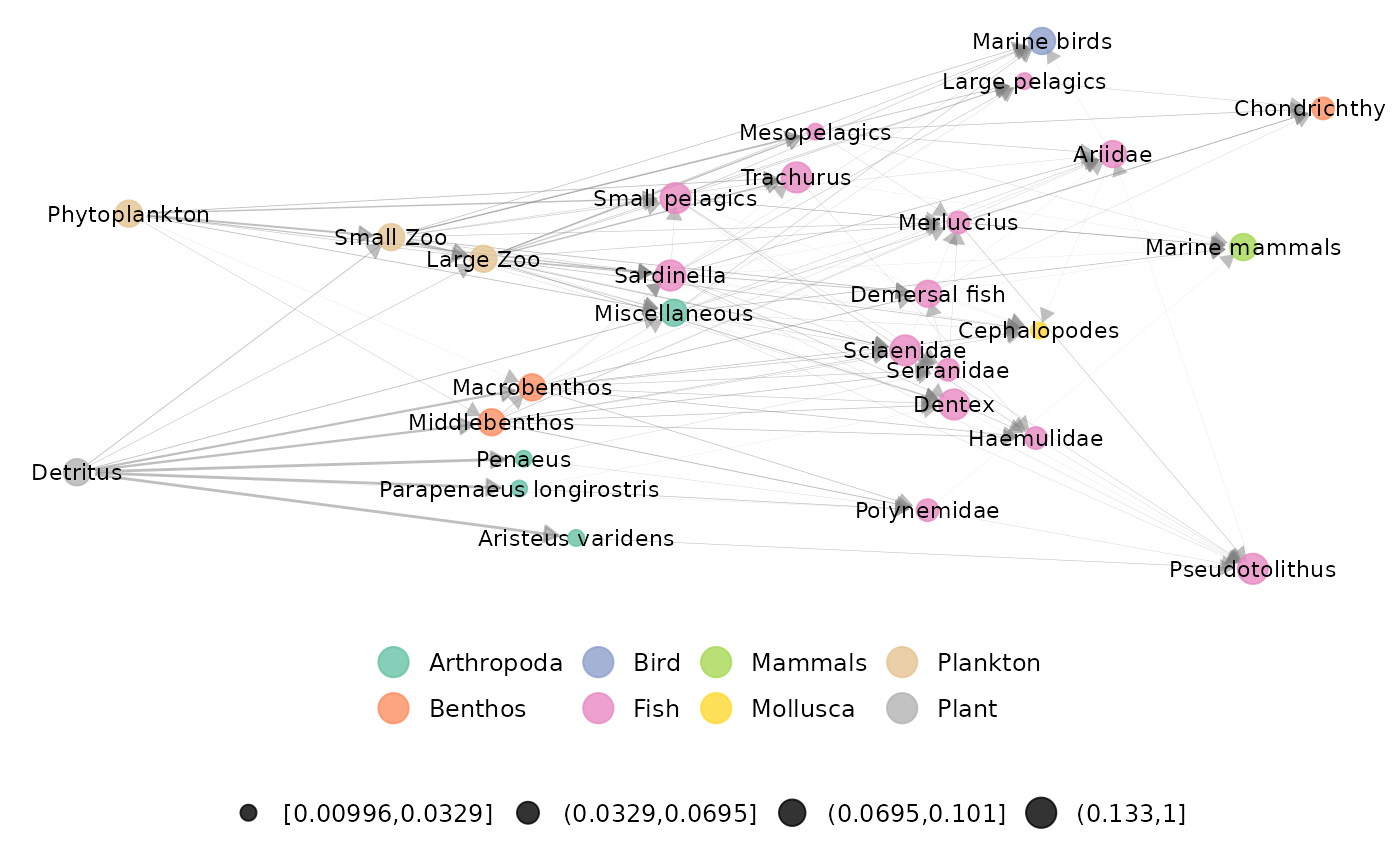 Marine birds
Large pelagics
Chondrichthy
Mesopelagics
Ariidae
Trachurus
Small pelagics
Phytoplankton
Merluccius
Small Zoo
Marine mammals
Large Zoo
Sardinella
Demersal fish
Miscellaneous
Cephalopodes
Sciaenidae
Serranidae
Macrobenthos
Dentex
Middlebenthos
Haemulidae
Penaeus
Detritus
Parapenaeus longirostris
Polynemidae
Aristeus varidens
Pseudotolithus
Arthropoda Bird Mammals Plankton
Benthos Fish Mollusca Plant
[0.00996,0.0329] (0.0329,0.0695] (0.0695,0.101] (0.133,1]